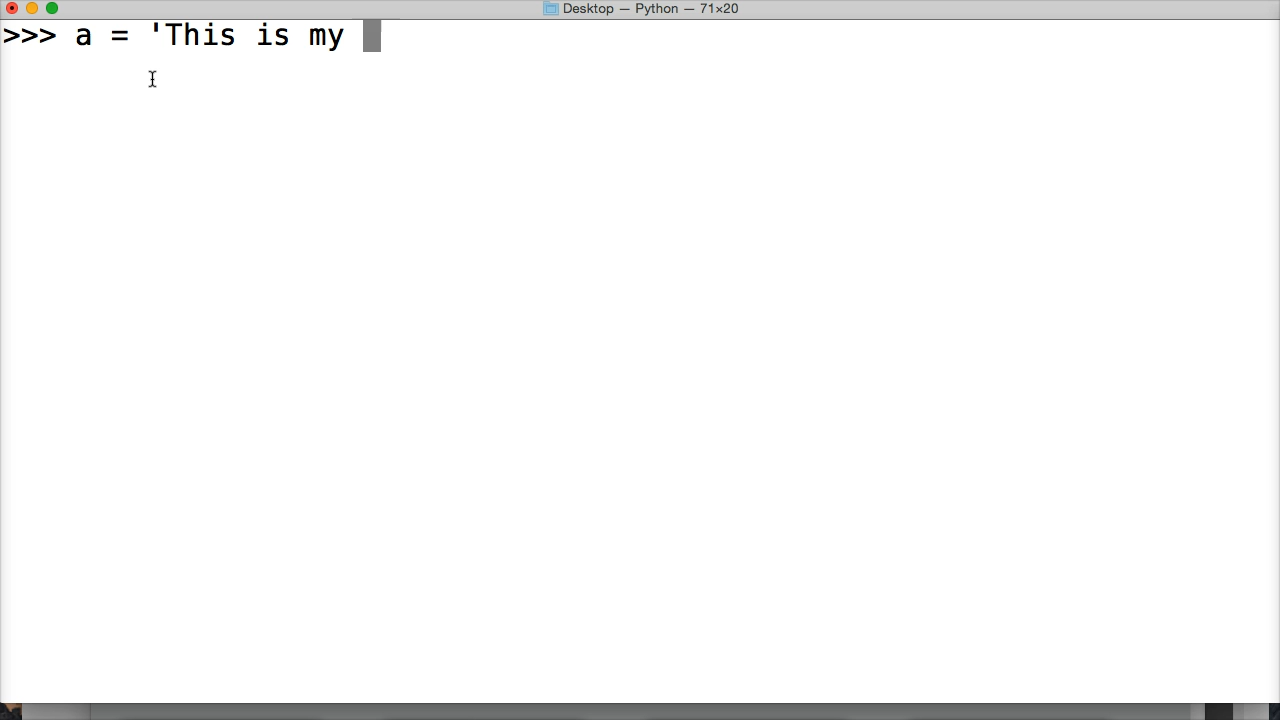 Desktop — Python — 71×20
>>> a = 'This is my